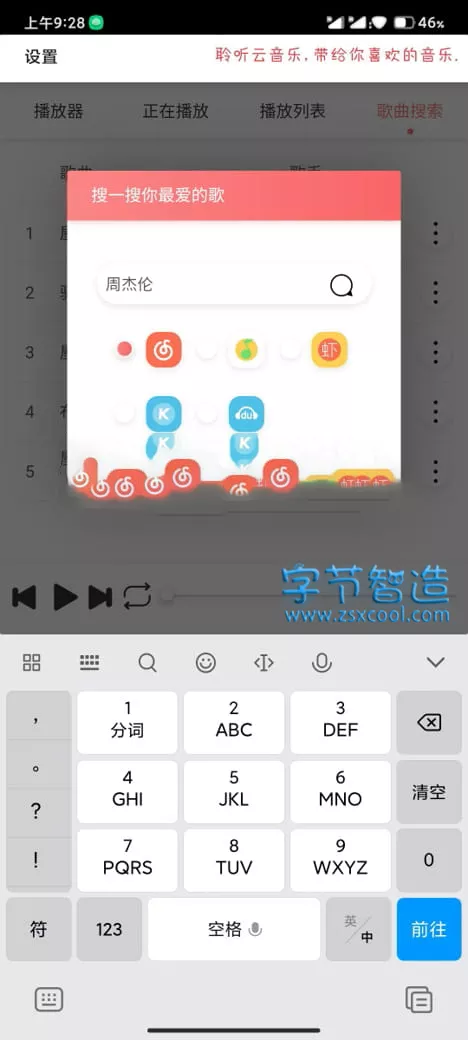 上午9:28
46%
设置
聆听云音乐,带给你喜欢的音乐.
播放器 正在播放 播放列表 歌曲搜索
歌曲 歌手
搜一搜你最爱的歌
周杰伦
虾
K
du
K
K
虾虾虾
1
2
3
4
5
字节智造
www.zsxcool.com
, 1 2 3
分词 ABC DEF
。 4 5 6 清空
? GHI JKL MNO
! 7 8 9 0
PQRS TUV WXYZ
符 123 空格 英/中 前往